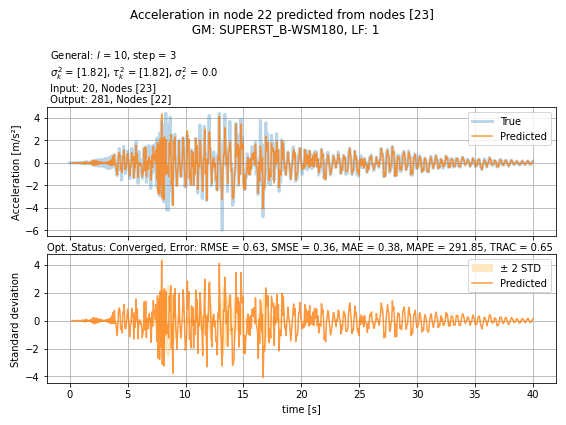 Acceleration in node 22 predicted from nodes [23]
GM: SUPERST_B-WSM180, LF: 1
General: l = 10, step = 3
σ²ₖ = [1.82], τ²ₖ = [1.82], σ²ᵋ = 0.0
Input: 20, Nodes [23]
Output: 281, Nodes [22]
Acceleration [m/s²]
4
2
0
−2
−4
−6
True
Predicted
Opt. Status: Converged, Error: RMSE = 0.63, SMSE = 0.36, MAE = 0.38, MAPE = 291.85, TRAC = 0.65
Standard deviation
4
2
0
−2
−4
± 2 STD
Predicted
0 5 10 15 20 25 30 35 40
time [s]